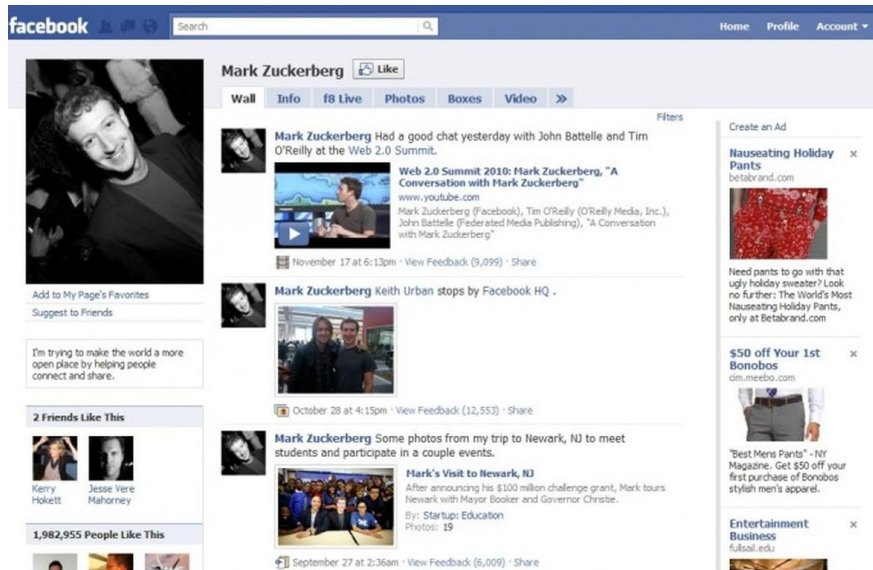 facebook
Search
Home Profile Account
Mark Zuckerberg Like
Wall Info f8 Live Photos Boxes Video »
Filters
Mark Zuckerberg Had a good chat yesterday with John Battelle and Tim
O'Reilly at the Web 2.0 Summit.
Web 2.0 Summit 2010: Mark Zuckerberg, "A
Conversation with Mark Zuckerberg"
www.youtube.com
Mark Zuckerberg (Facebook), Tim O'Reilly (O'Reilly Media, Inc.),
John Battelle (Federated Media Publishing), "A Conversation
with Mark Zuckerberg"
November 17 at 6:13pm · View Feedback (9,099) · Share
Mark Zuckerberg Keith Urban stops by Facebook HQ .
October 28 at 4:15pm · View Feedback (12,553) · Share
Mark Zuckerberg Some photos from my trip to Newark, NJ to meet
students and participate in a couple events.
Mark's Visit to Newark, NJ
After announcing his $100 million challenge grant, Mark tours
Newark with Mayor Booker and Governor Christie.
By: Startup: Education
Photos: 19
September 27 at 2:36am · View Feedback (6,009) · Share
Add to My Page's Favorites
Suggest to Friends
I'm trying to make the world a more
open place by helping people
connect and share.
2 Friends Like This
Kerry
Hokett
Jesse Vere
Mahorney
1,982,955 People Like This
Create an Ad
Nauseating Holiday
Pants
betabrand.com
Need pants to go with that
ugly holiday sweater? Look
no further: The World's Most
Nauseating Holiday Pants,
only at Betabrand.com
$50 off Your 1st
Bonobos
cim.meebo.com
"Best Mens Pants" - NY
Magazine. Get $50 off your
first purchase of Bonobos
stylish men's apparel.
Entertainment
Business
fullsail.edu